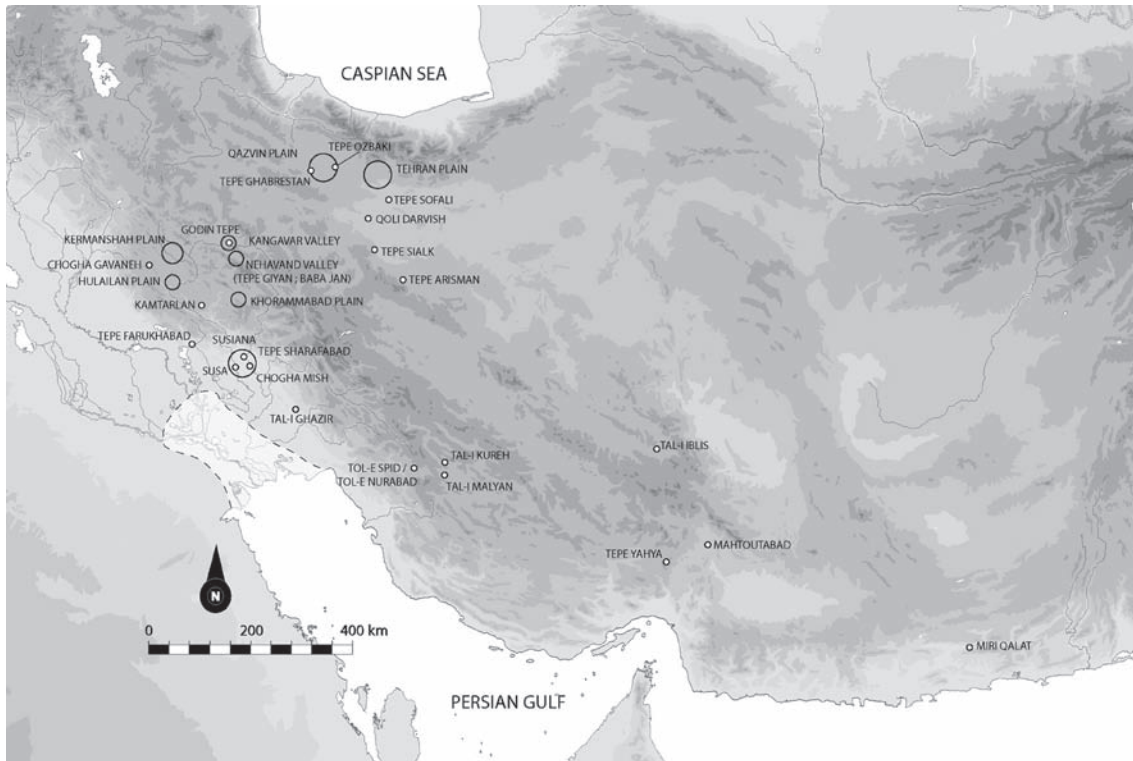 CASPIAN SEA
TEPE OZBAKI
QAZVIN PLAIN
TEHRAN PLAIN
TEPE GHABRESTAN
TEPE SOFALI
QOLI DARVISH
GODIN TEPE
KERMANSHAH PLAIN
KANGAVAR VALLEY
TEPE SIALK
CHOGHA GAVANEH
NEHAVAND VALLEY
(TEPE GIYAN ; BABA JAN)
HULAILAN PLAIN
TEPE ARISMAN
KAMTARLAN
KHORAMMABAD PLAIN
TEPE FARUKHABAD
SUSIANA
TEPE SHARAFABAD
SUSA
CHOGHA MISH
TAL-I GHAZIR
TAL-I IBLIS
TAL-I KUREH
TOL-E SPID /
TOL-E NURABAD
TAL-I MALYAN
MAHTOUTABAD
TEPE YAHYA
N
0 200 400 km
MIRI QALAT
PERSIAN GULF